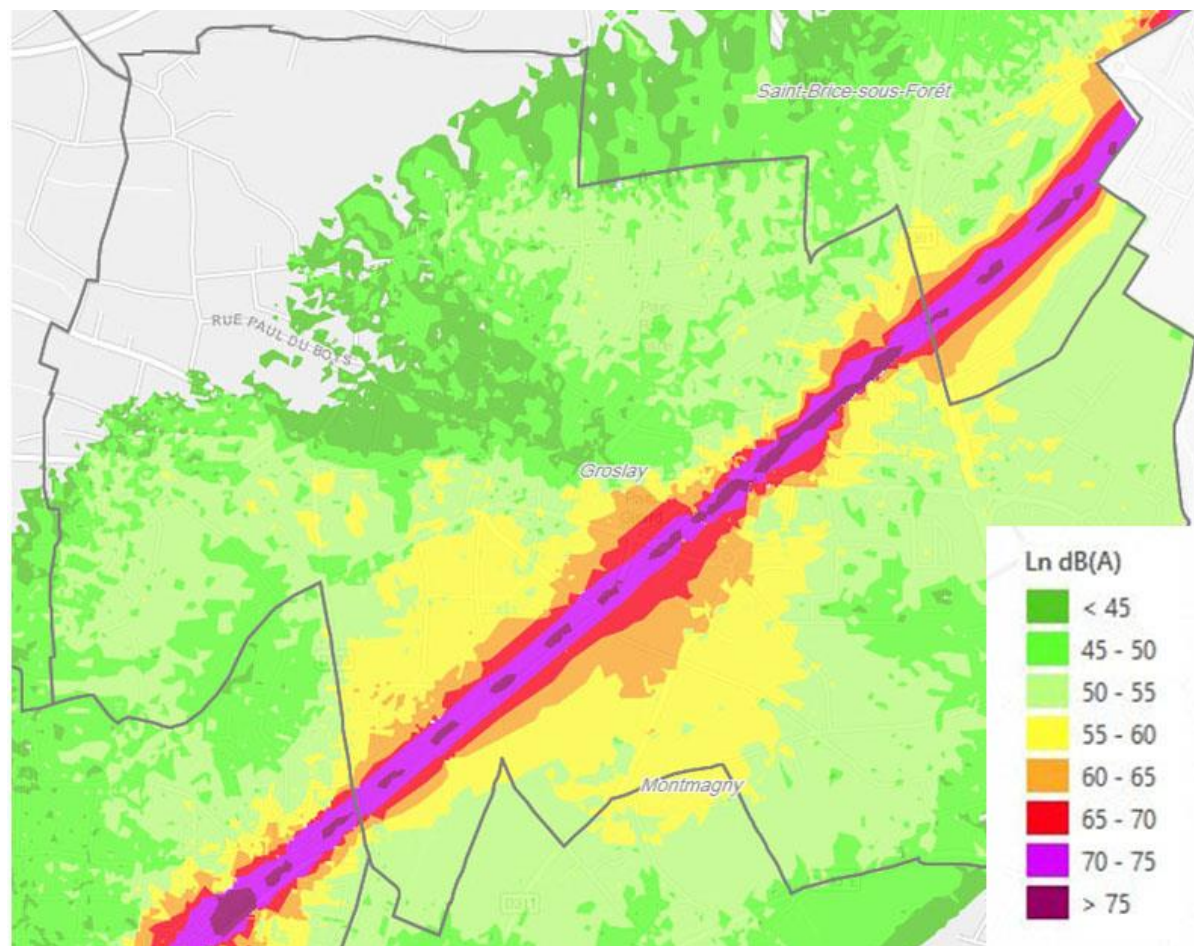 Saint-Brice-sous-Forêt
RUE PAUL DU BOYS
Groslay
Montmagny
D311
Ln dB(A)
< 45
45 - 50
50 - 55
55 - 60
60 - 65
65 - 70
70 - 75
> 75